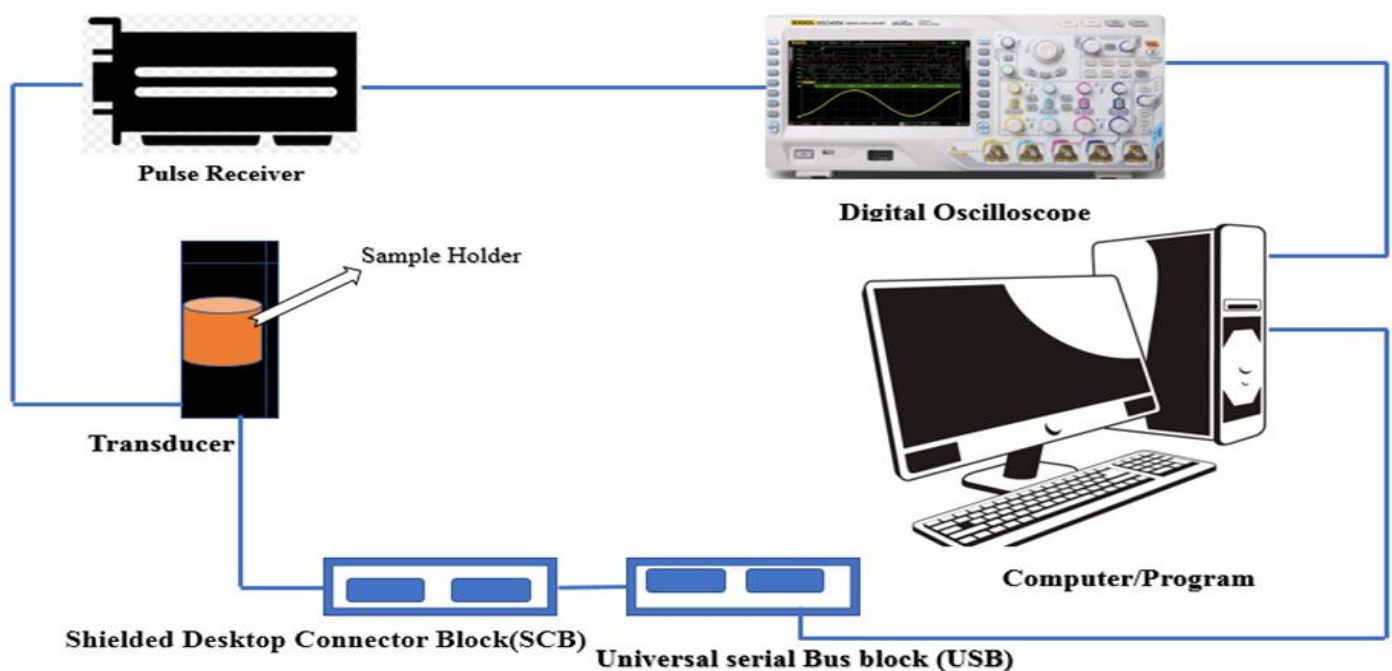 RIGOL
Pulse Receiver
Digital Oscilloscope
Sample Holder
Transducer
Computer/Program
Shielded Desktop Connector Block(SCB)
Universal serial Bus block (USB)